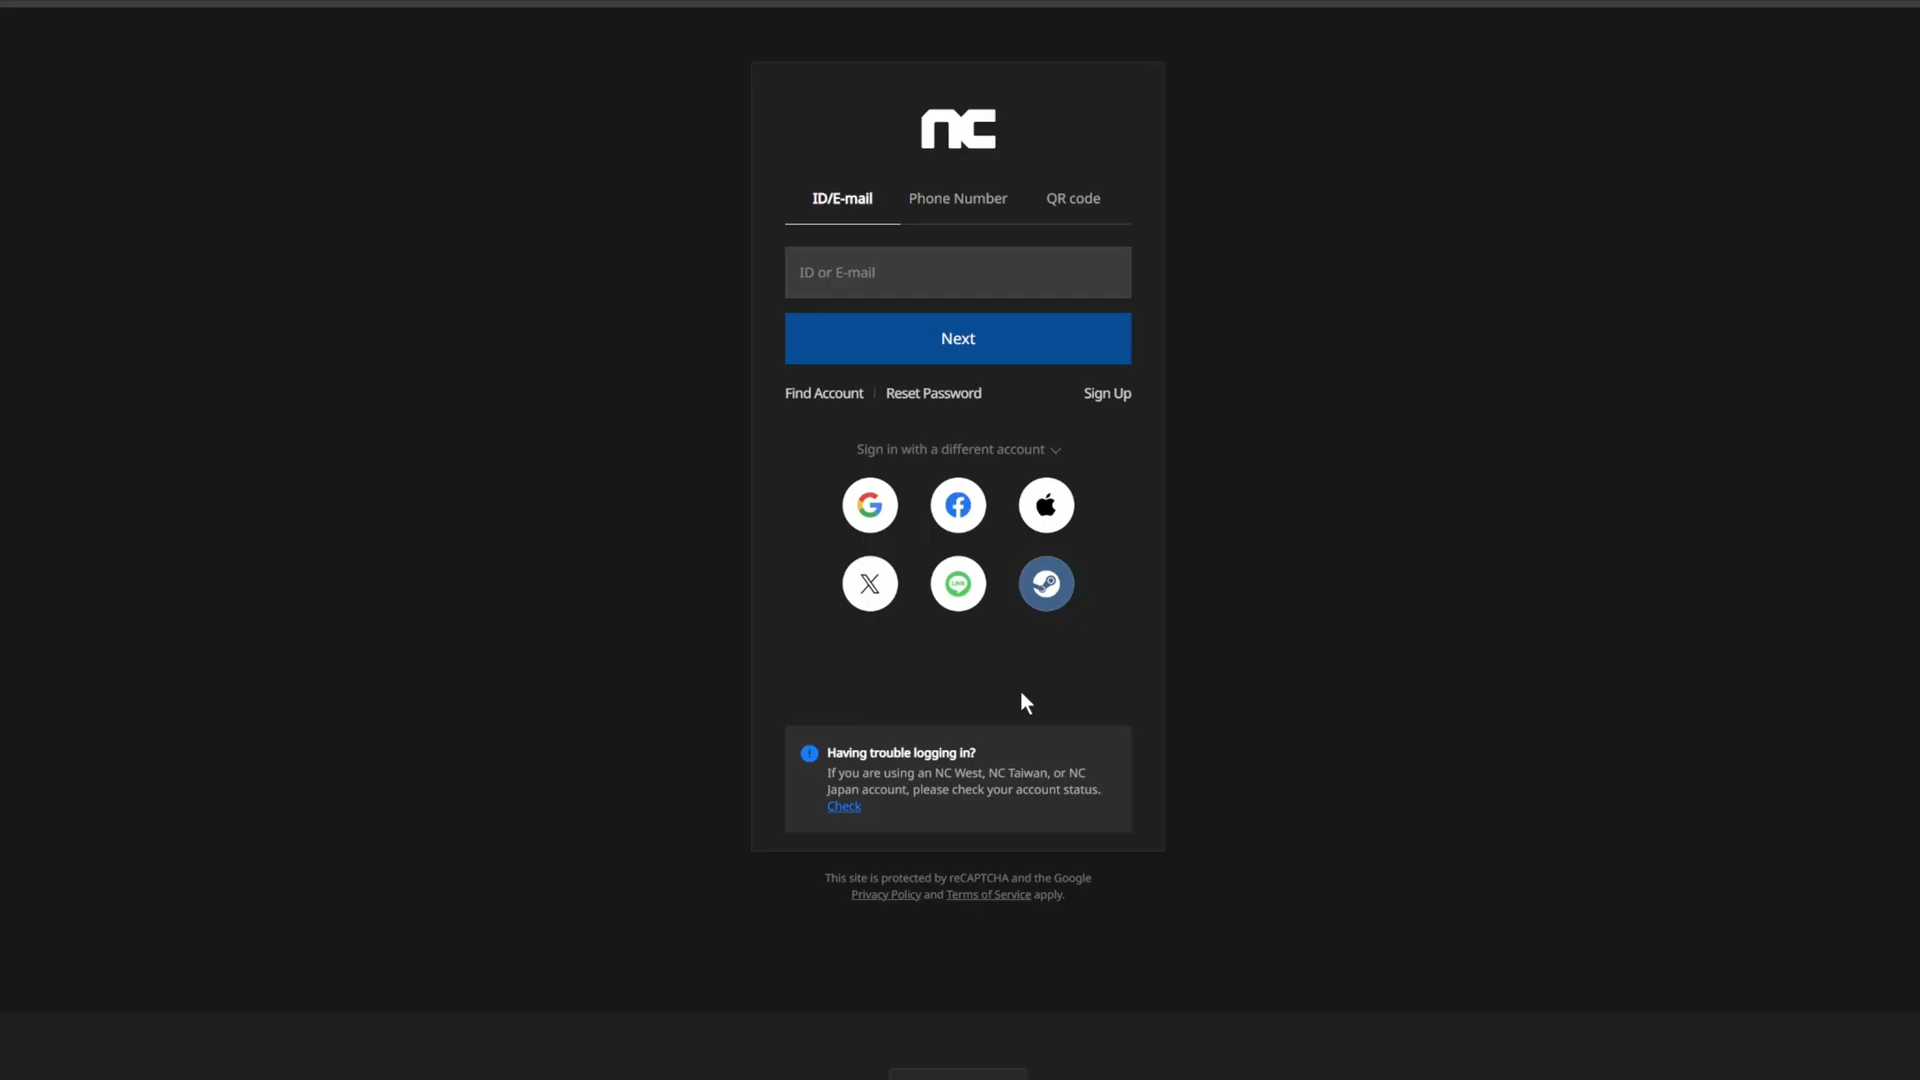 nc
ID/E-mail Phone Number QR code
ID or E-mail
Next
Find Account | Reset Password Sign Up
Sign in with a different account
LINE
Having trouble logging in?
If you are using an NC West, NC Taiwan, or NC
Japan account, please check your account status.
Check
This site is protected by reCAPTCHA and the Google
Privacy Policy and Terms of Service apply.